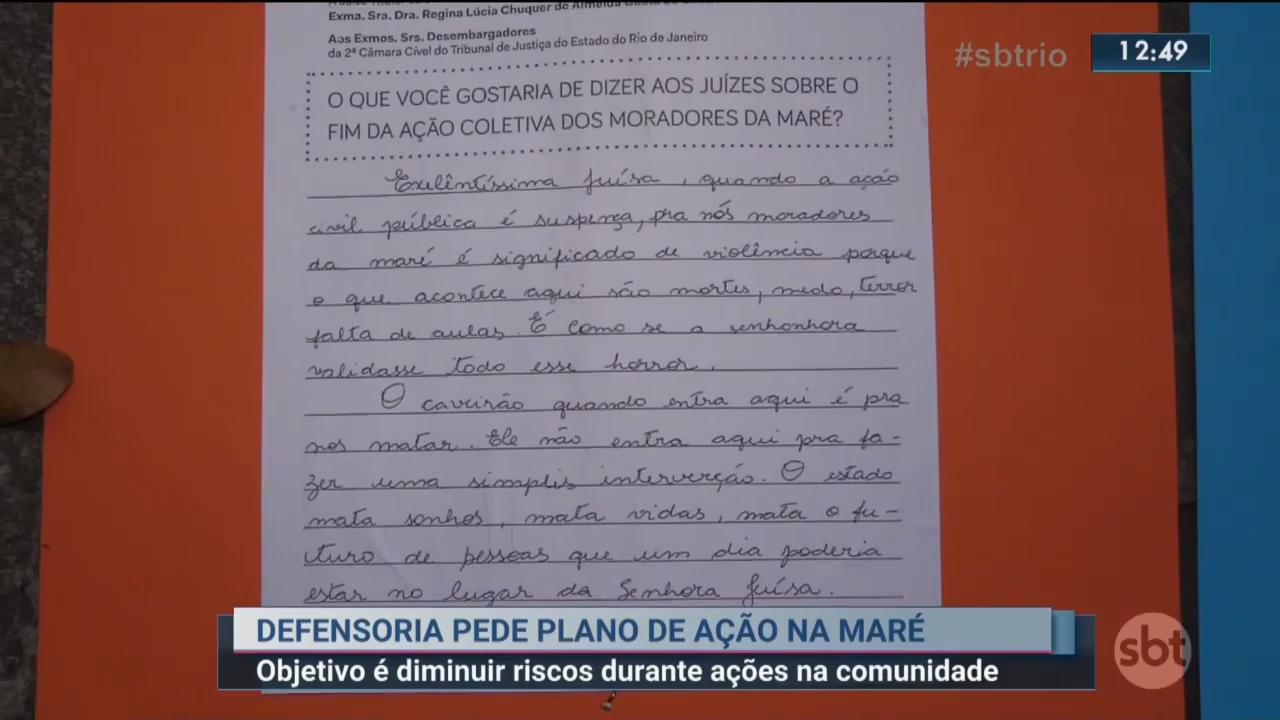 Exma. Sra. Dra. Regina Lúcia Chuquer de Almeida
Aos Exmos. Srs. Desembargadores
da 2ª Câmara Cível do Tribunal de Justiça do Estado do Rio de Janeiro
#sbtrio
12:49
O QUE VOCÊ GOSTARIA DE DIZER AOS JUÍZES SOBRE O
FIM DA AÇÃO COLETIVA DOS MORADORES DA MARÉ?
Exelêntíssima juísa, quando a ação
civil pública é suspença, pra nós moradores
da maré é significado de violência porque
o que acontece aqui são mortes, medo, terror
falta de aulas. É como se a senhonhora
validasse todo esse horror.
O caveirão quando entra aqui é pra
nos matar. Ele não entra aqui pra fa-
zer uma simplis interverção. O estado
mata sonhos, mata vidas, mata o fu-
turo de pessoas que um dia poderia
estar no lugar da Senhora juísa.
DEFENSORIA PEDE PLANO DE AÇÃO NA MARÉ
Objetivo é diminuir riscos durante ações na comunidade
sbt